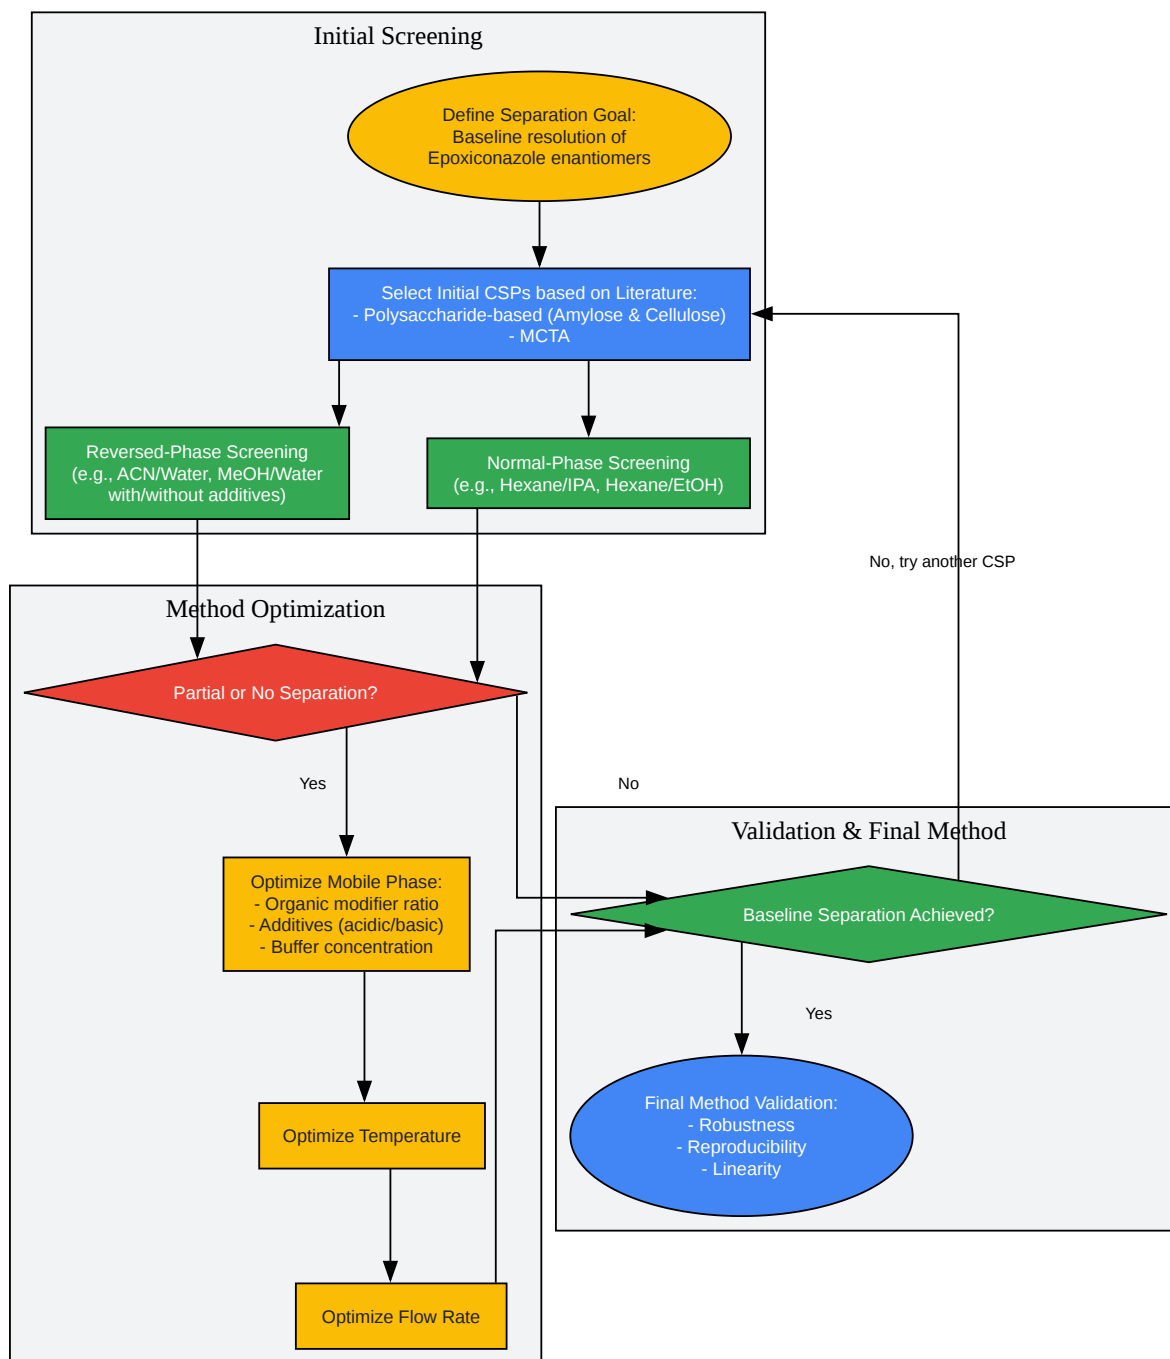 Initial Screening
Define Separation Goal:
Baseline resolution of
Epoxiconazole enantiomers
Select Initial CSPs based on Literature:
- Polysaccharide-based (Amylose & Cellulose)
- MCTA
Reversed-Phase Screening
(e.g., ACN/Water, MeOH/Water
with/without additives)
Normal-Phase Screening
(e.g., Hexane/IPA, Hexane/EtOH)
No, try another CSP
Method Optimization
Partial or No Separation?
Yes
No
Optimize Mobile Phase:
- Organic modifier ratio
- Additives (acidic/basic)
- Buffer concentration
Optimize Temperature
Optimize Flow Rate
Validation & Final Method
Baseline Separation Achieved?
Yes
Final Method Validation:
- Robustness
- Reproducibility
- Linearity